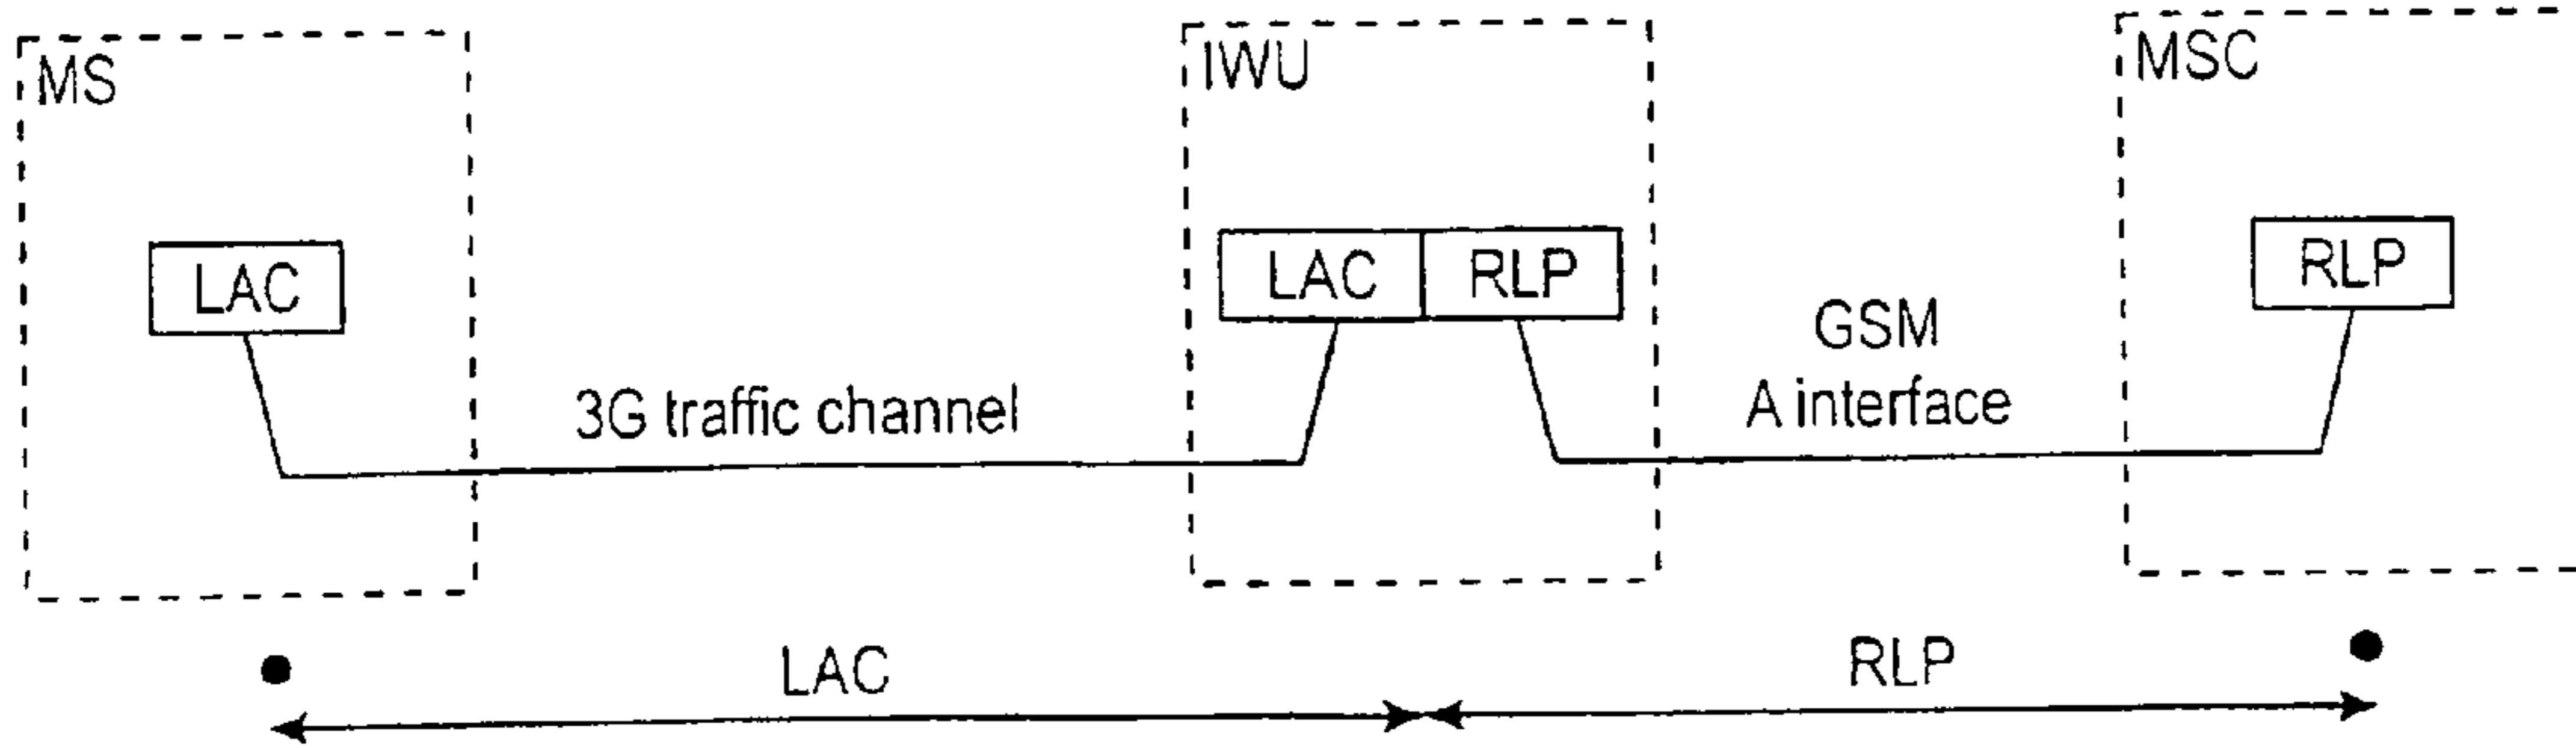 MS
IWU
MSC
LAC
LAC
RLP
RLP
3G traffic channel
GSM
A interface
LAC
RLP